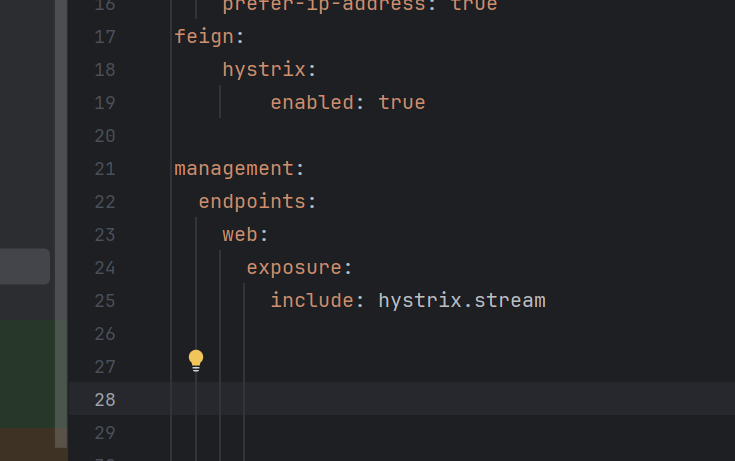 16 prefer-ip-address: true
17 feign:
18 hystrix:
19 enabled: true
20
21 management:
22 endpoints:
23 web:
24 exposure:
25 include: hystrix.stream
26
27
28
29